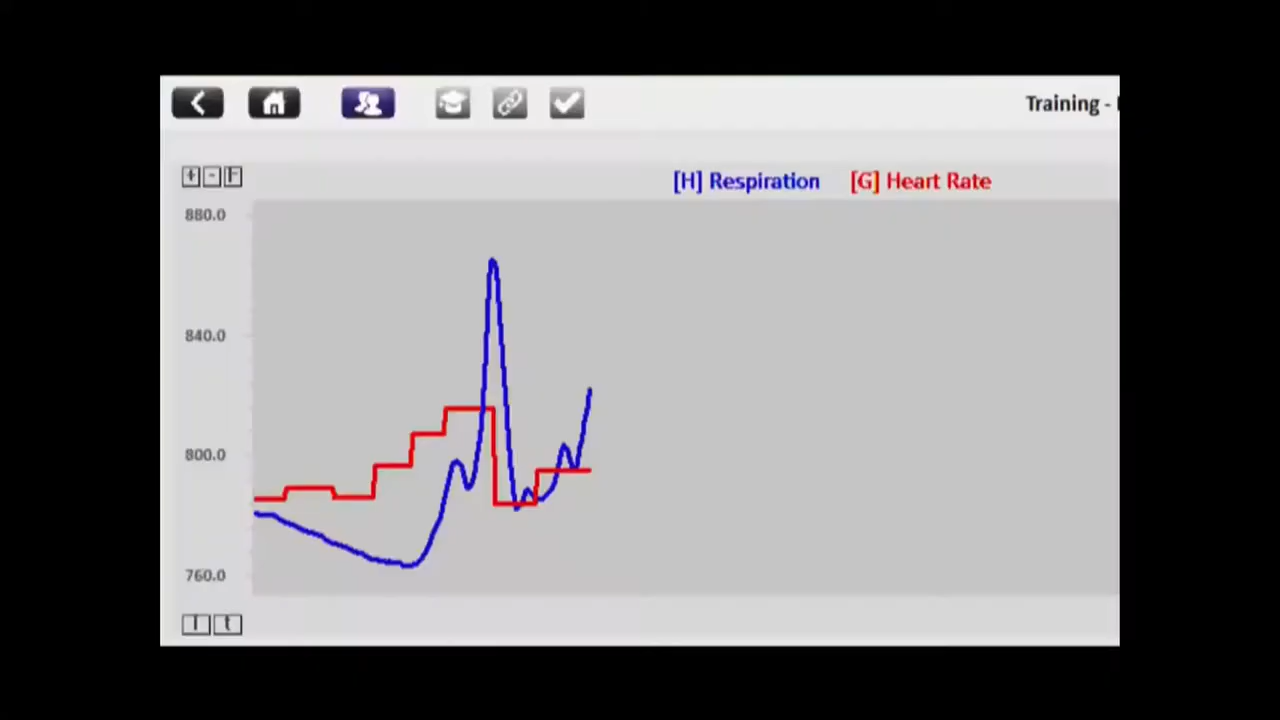 Training -
+ - F
[H] Respiration [G] Heart Rate
880.0
840.0
800.0
760.0
t